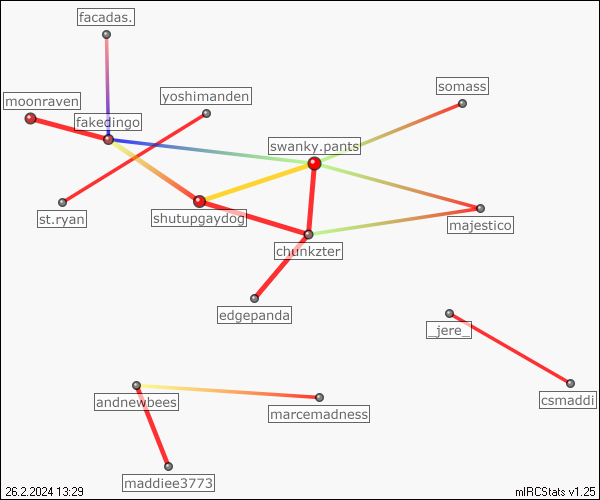 facadas.
somass
yoshimanden
moonraven
fakedingo
swanky.pants
st.ryan
shutupgaydog
majestico
chunkzter
edgepanda
_jere_
andnewbees
csmaddi
marcemadness
maddiee3773
26.2.2024 13:29
mIRCStats v1.25